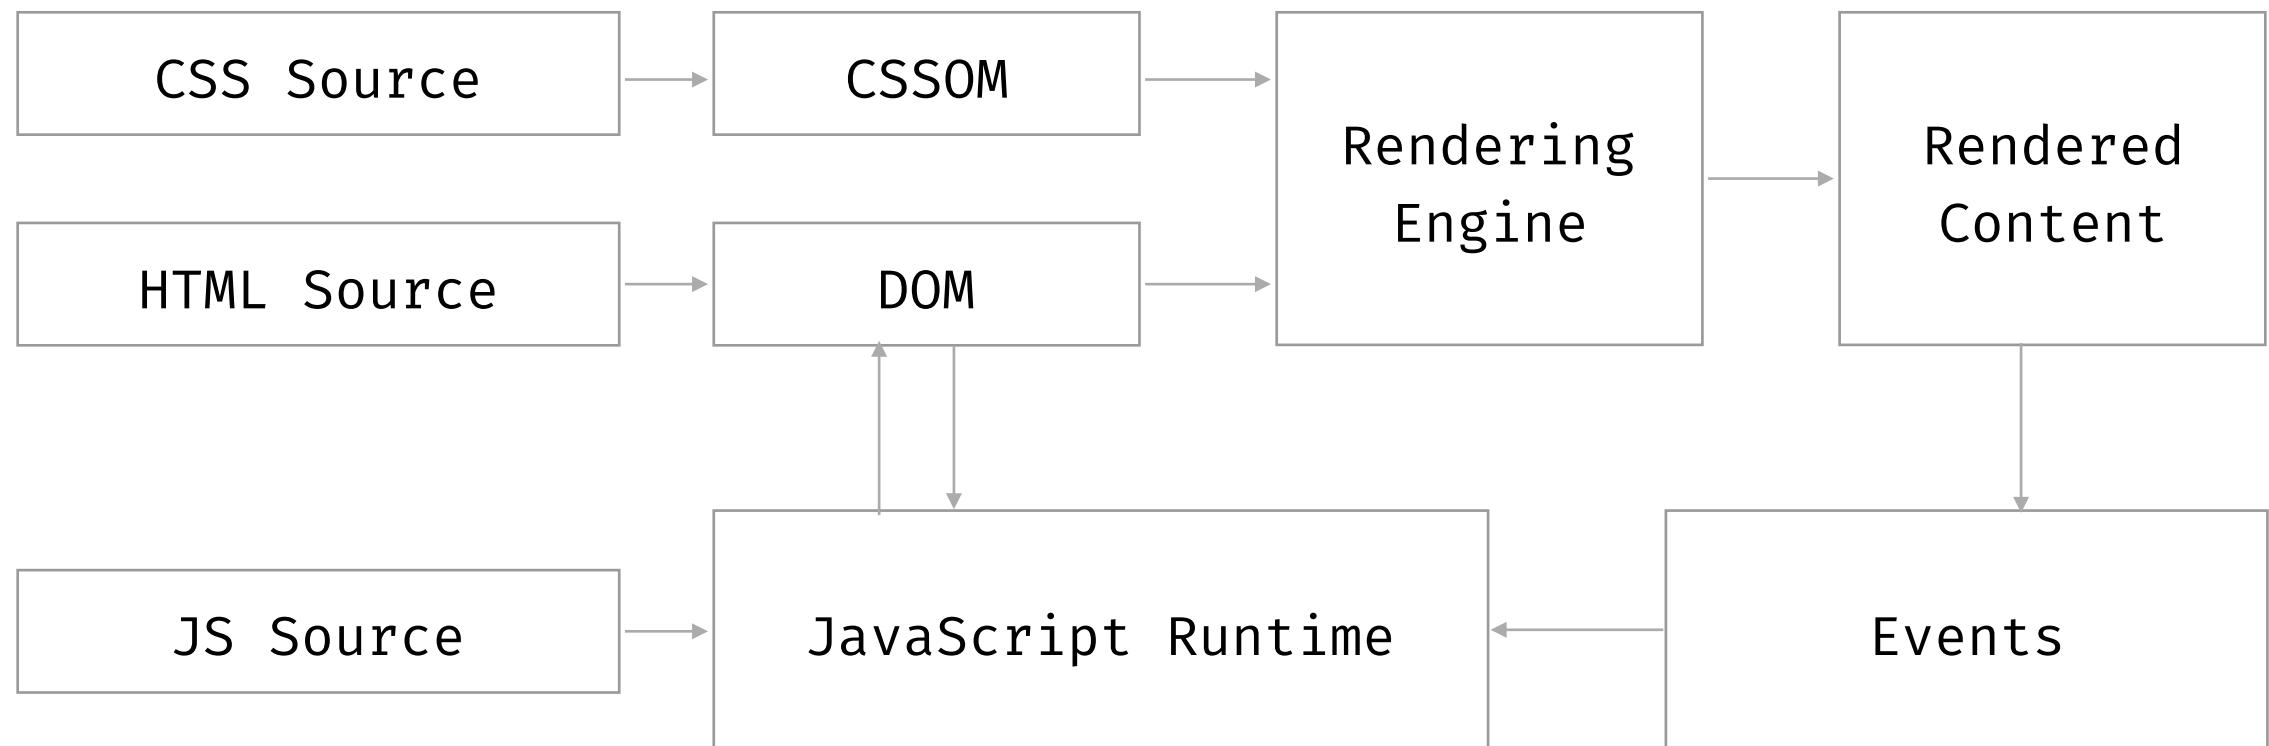 CSS Source
CSSOM
Rendering
Engine
Rendered
Content
HTML Source
DOM
JS Source
JavaScript Runtime
Events